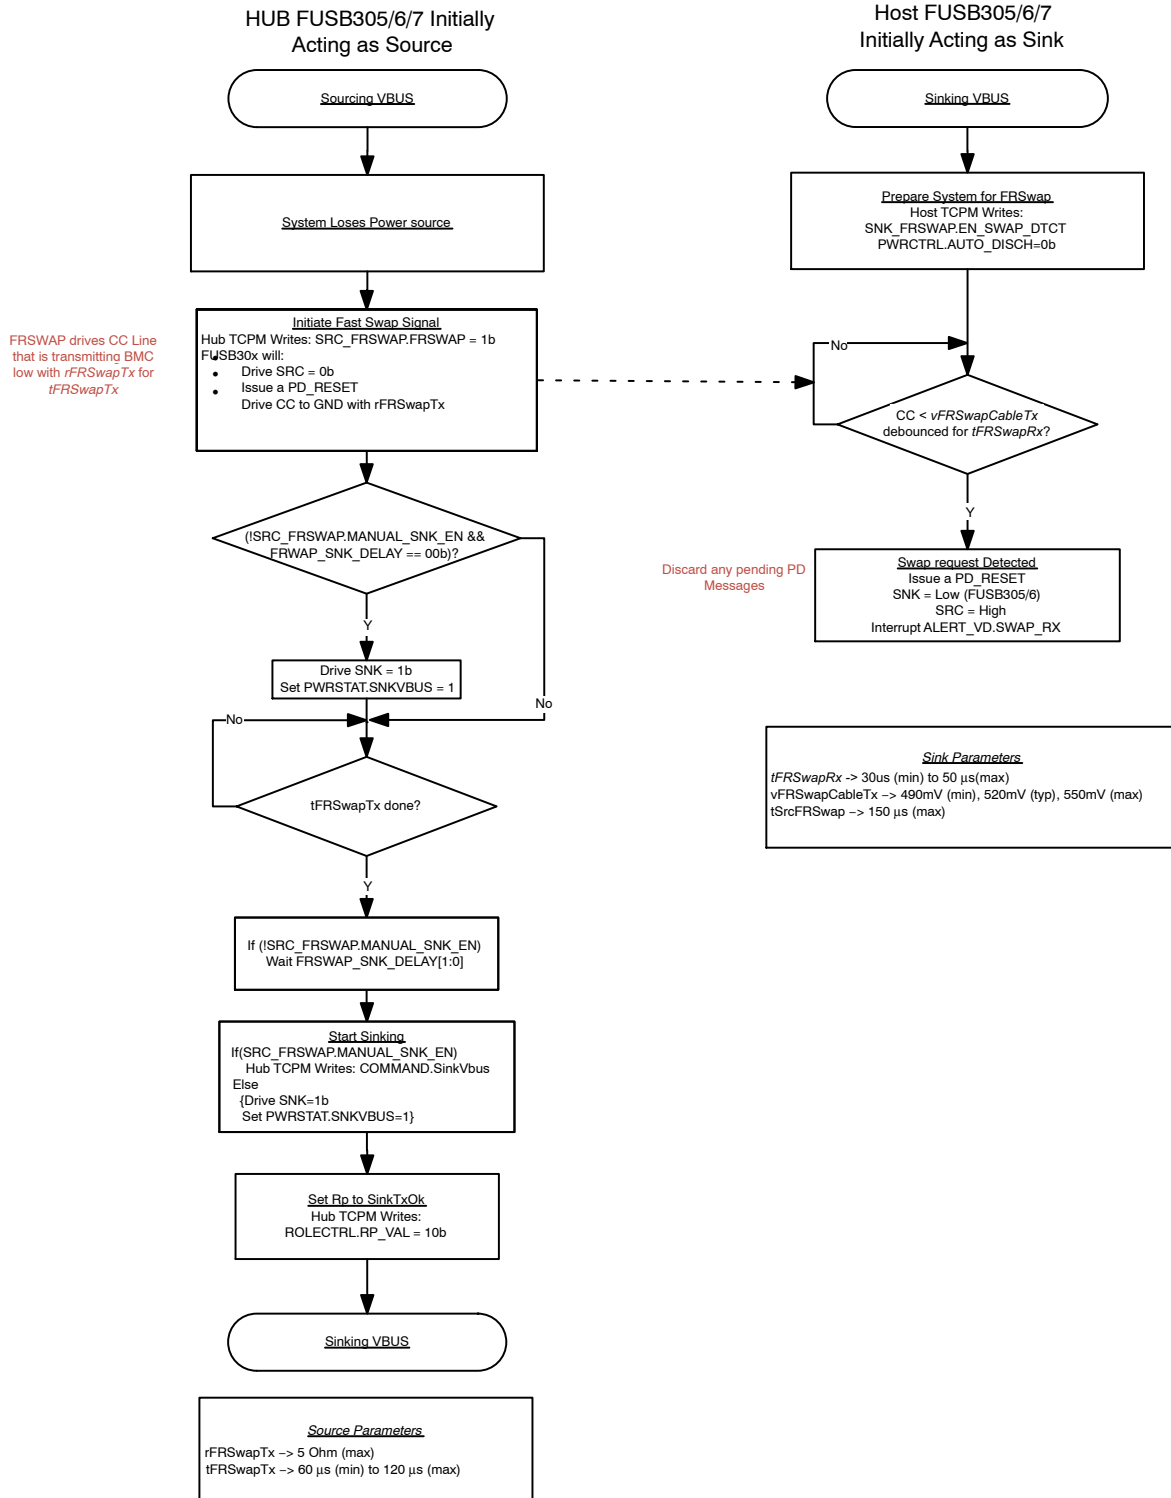 HUB FUSB305/6/7 Initially
Acting as Source
Host FUSB305/6/7
Initially Acting as Sink
Sourcing VBUS
System Loses Power source
FRSWAP drives CC Line
that is transmitting BMC
low with rFRSwapTx for
tFRSwapTx
Initiate Fast Swap Signal
Hub TCPM Writes: SRC_FRSWAP.FRSWAP = 1b
FUSB30x will:
• Drive SRC = 0b
• Issue a PD_RESET
• Drive CC to GND with rFRSwapTx
(!SRC_FRSWAP.MANUAL_SNK_EN &&
FRWAP_SNK_DELAY == 00b)?
Y
No
Drive SNK = 1b
Set PWRSTAT.SNKVBUS = 1
No
tFRSwapTx done?
Y
If (!SRC_FRSWAP.MANUAL_SNK_EN)
Wait FRSWAP_SNK_DELAY[1:0]
Start Sinking
If(SRC_FRSWAP.MANUAL_SNK_EN)
Hub TCPM Writes: COMMAND.SinkVbus
Else
{Drive SNK=1b
Set PWRSTAT.SNKVBUS=1}
Set Rp to SinkTxOk
Hub TCPM Writes:
ROLECTRL.RP_VAL = 10b
Sinking VBUS
Source Parameters
rFRSwapTx −> 5 Ohm (max)
tFRSwapTx −> 60 μs (min) to 120 μs (max)
Sinking VBUS
Prepare System for FRSwap
Host TCPM Writes:
SNK_FRSWAP.EN_SWAP_DTCT
PWRCTRL.AUTO_DISCH=0b
No
CC < vFRSwapCableTx
debounced for tFRSwapRx?
Y
Discard any pending PD
Messages
Swap request Detected
Issue a PD_RESET
SNK = Low (FUSB305/6)
SRC = High
Interrupt ALERT_VD.SWAP_RX
Sink Parameters
tFRSwapRx -> 30us (min) to 50 μs(max)
vFRSwapCableTx −> 490mV (min), 520mV (typ), 550mV (max)
tSrcFRSwap −> 150 μs (max)